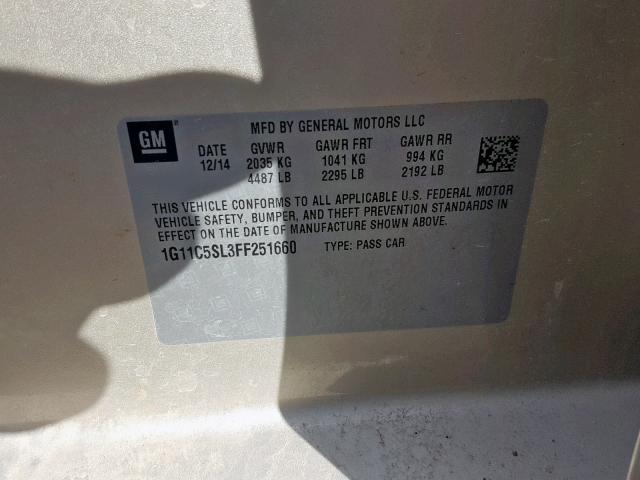 GM
MFD BY GENERAL MOTORS LLC
DATE GVWR GAWR FRT GAWR RR
12/14 2035 KG 1041 KG 994 KG
4487 LB 2295 LB 2192 LB
THIS VEHICLE CONFORMS TO ALL APPLICABLE U.S. FEDERAL MOTOR
VEHICLE SAFETY, BUMPER, AND THEFT PREVENTION STANDARDS IN
EFFECT ON THE DATE OF MANUFACTURE SHOWN ABOVE.
1G11C5SL3FF251660 TYPE: PASS CAR